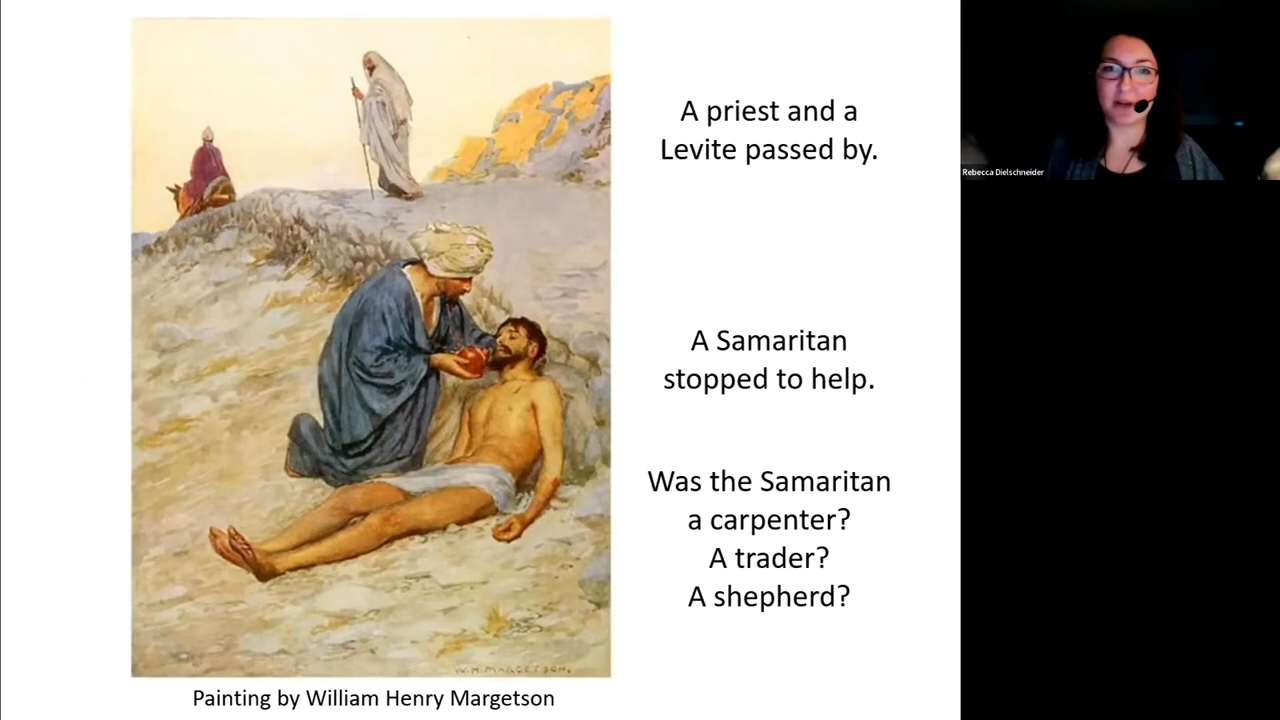 A priest and a
Levite passed by.
A Samaritan
stopped to help.
Was the Samaritan
a carpenter?
A trader?
A shepherd?
W. H. MARGETSON.
Painting by William Henry Margetson
Rebecca Dielschneider